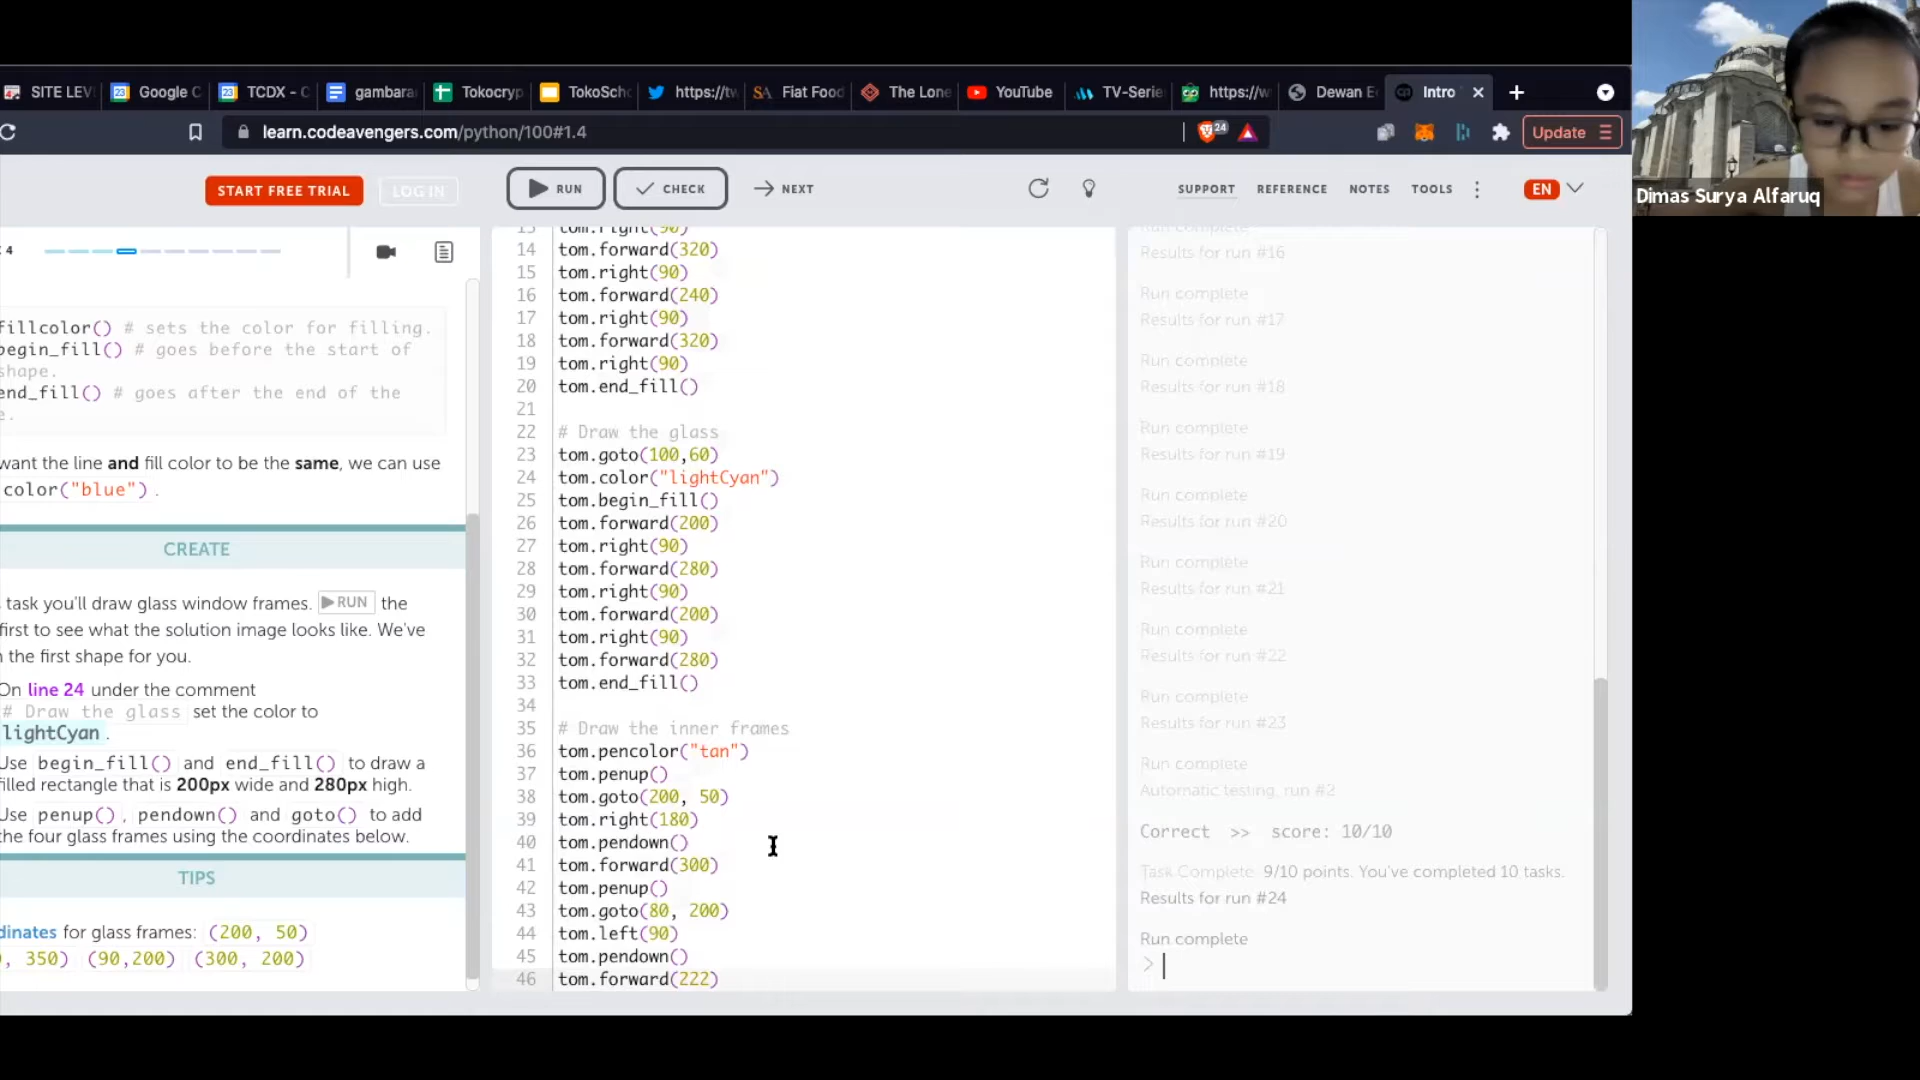 SITE LEV
Google C
TCDX - C
gambara
Tokocryp
TokoSch
https://tw
Fiat Food
The Lone
YouTube
TV-Serie
https://w
Dewan E
Intro
learn.codeavengers.com/python/100#1.4
24
Update
Dimas Surya Alfaruq
START FREE TRIAL
LOG IN
RUN
CHECK
NEXT
SUPPORT
REFERENCE
NOTES
TOOLS
EN
4
fillcolor() # sets the color for filling.
begin_fill() # goes before the start of
shape.
end_fill() # goes after the end of the
e.
want the line and fill color to be the same, we can use
color("blue") .
CREATE
task you'll draw glass window frames. RUN the
first to see what the solution image looks like. We've
the first shape for you.
On line 24 under the comment
# Draw the glass set the color to
lightCyan .
Use begin_fill() and end_fill() to draw a
filled rectangle that is 200px wide and 280px high.
Use penup(), pendown() and goto() to add
the four glass frames using the coordinates below.
TIPS
dinates for glass frames: (200, 50)
, 350) (90,200) (300, 200)
13 tom.right(90)
14 tom.forward(320)
15 tom.right(90)
16 tom.forward(240)
17 tom.right(90)
18 tom.forward(320)
19 tom.right(90)
20 tom.end_fill()
21
22 # Draw the glass
23 tom.goto(100,60)
24 tom.color("lightCyan")
25 tom.begin_fill()
26 tom.forward(200)
27 tom.right(90)
28 tom.forward(280)
29 tom.right(90)
30 tom.forward(200)
31 tom.right(90)
32 tom.forward(280)
33 tom.end_fill()
34
35 # Draw the inner frames
36 tom.pencolor("tan")
37 tom.penup()
38 tom.goto(200, 50)
39 tom.right(180)
40 tom.pendown()
41 tom.forward(300)
42 tom.penup()
43 tom.goto(80, 200)
44 tom.left(90)
45 tom.pendown()
46 tom.forward(222)
Run complete
Results for run #16
Run complete
Results for run #17
Run complete
Results for run #18
Run complete
Results for run #19
Run complete
Results for run #20
Run complete
Results for run #21
Run complete
Results for run #22
Run complete
Results for run #23
Run complete
Automatic testing, run #2
Correct >> score: 10/10
Task Complete 9/10 points. You've completed 10 tasks.
Results for run #24
Run complete
>